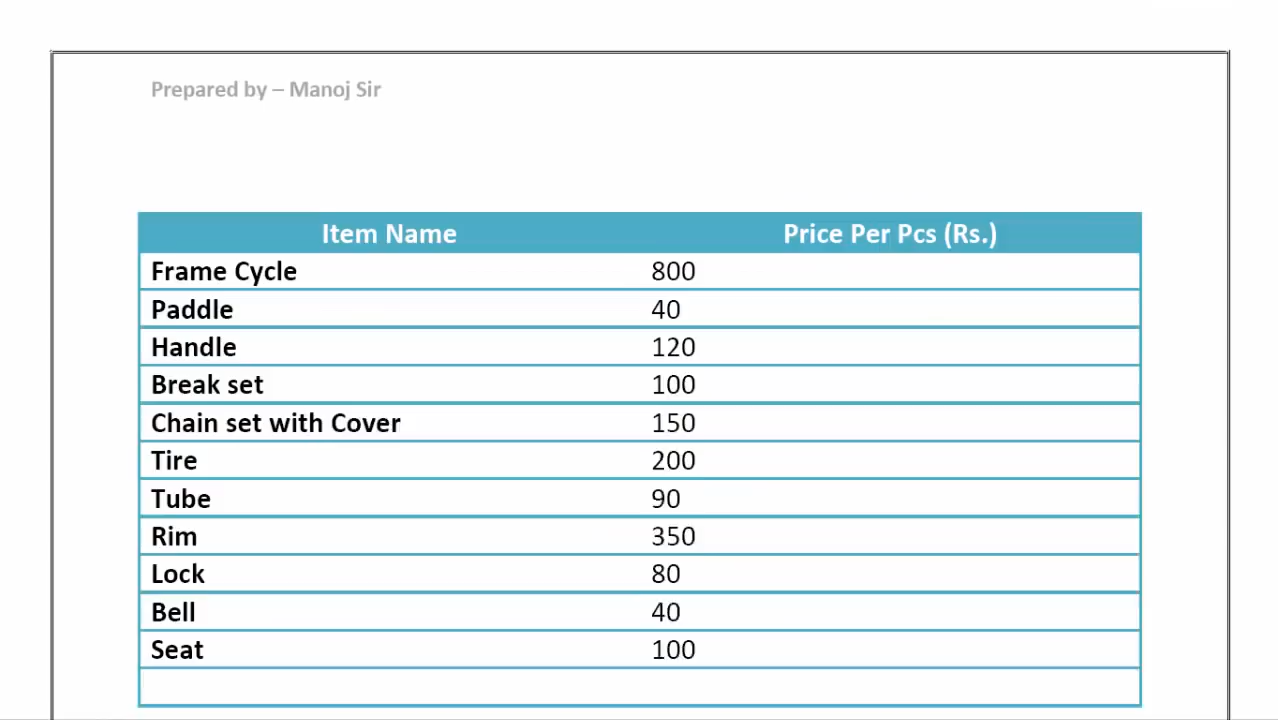 Prepared by – Manoj Sir
Item Name Price Per Pcs (Rs.)
Frame Cycle 800
Paddle 40
Handle 120
Break set 100
Chain set with Cover 150
Tire 200
Tube 90
Rim 350
Lock 80
Bell 40
Seat 100